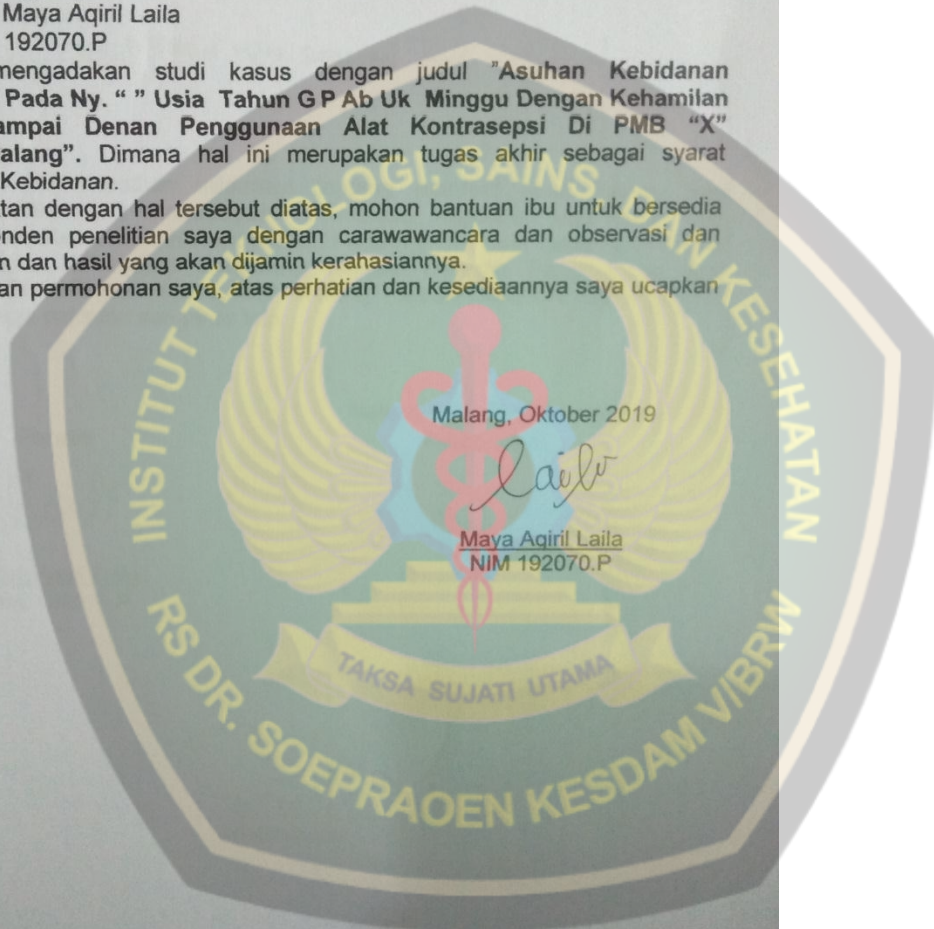 Maya Aqiril Laila
192070.P
mengadakan studi kasus dengan judul "Asuhan Kebidanan
Pada Ny. “ ” Usia Tahun G P Ab Uk Minggu Dengan Kehamilan
ampai Denan Penggunaan Alat Kontrasepsi Di PMB “X”
alang”. Dimana hal ini merupakan tugas akhir sebagai syarat
Kebidanan.
tan dengan hal tersebut diatas, mohon bantuan ibu untuk bersedia
onden penelitian saya dengan carawawancara dan observasi dan
n dan hasil yang akan dijamin kerahasiannya.
an permohonan saya, atas perhatian dan kesediaannya saya ucapkan
Malang, Oktober 2019
Laila
Maya Aqiril Laila
NIM 192070.P
INSTITUT TEKNOLOGI, SAINS, DAN KESEHATAN
TAKSA SUJATI UTAMA
RS DR. SOEPRAOEN KESDAM V/BRW